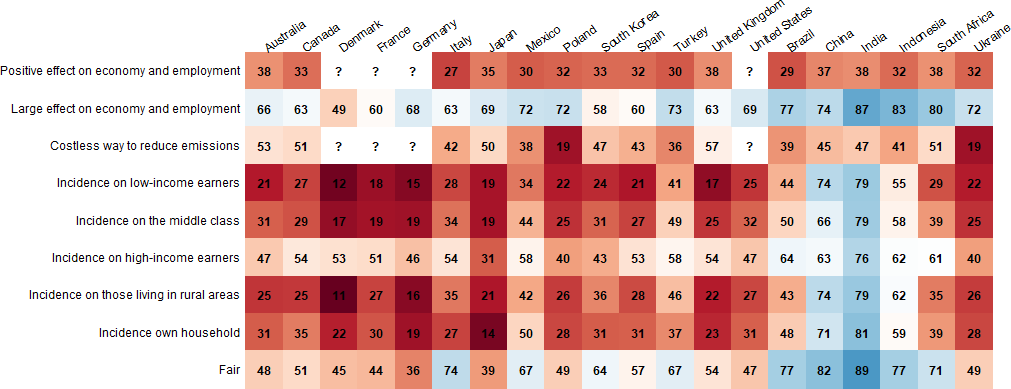 Australia Canada Denmark France Germany Italy Japan Mexico Poland South Korea Spain Turkey United Kingdom United States Brazil China India Indonesia South Africa Ukraine
Positive effect on economy and employment 38 33 ? ? ? 27 35 30 32 33 32 30 38 ? 29 37 38 32 38 32
Large effect on economy and employment 66 63 49 60 68 63 69 72 72 58 60 73 63 69 77 74 87 83 80 72
Costless way to reduce emissions 53 51 ? ? ? 42 50 38 19 47 43 36 57 ? 39 45 47 41 51 19
Incidence on low-income earners 21 27 12 18 15 28 19 34 22 24 21 41 17 25 44 74 79 55 29 22
Incidence on the middle class 31 29 17 19 19 34 19 44 25 31 27 49 25 32 50 66 79 58 39 25
Incidence on high-income earners 47 54 53 51 46 54 31 58 40 43 53 58 54 47 64 63 76 62 61 40
Incidence on those living in rural areas 25 25 11 27 16 35 21 42 26 36 28 46 22 27 43 74 79 62 35 26
Incidence own household 31 35 22 30 19 27 14 50 28 31 31 37 23 31 48 71 81 59 39 28
Fair 48 51 45 44 36 74 39 67 49 64 57 67 54 47 77 82 89 77 71 49